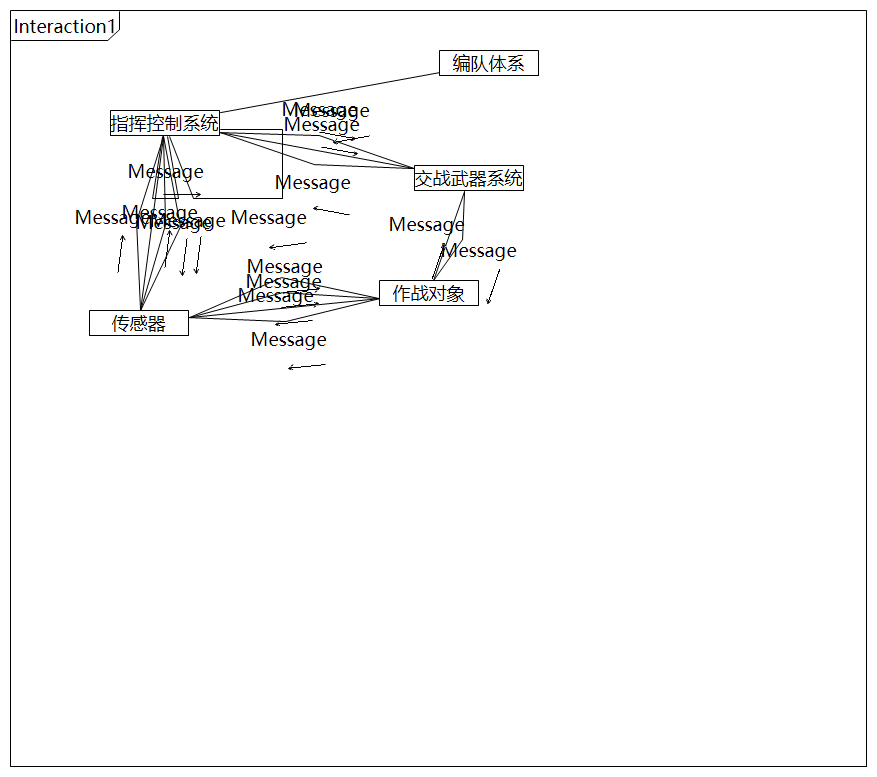 Interaction1
编队体系
指挥控制系统
Message
Message
Message
Message
交战武器系统
Message
Message
Message
Message
Message
Message
Message
Message
Message
Message
作战对象
Message
传感器
Message